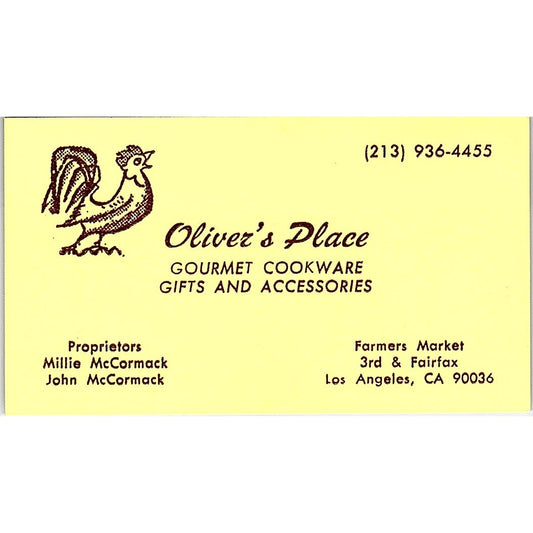 (213) 936-4455
Oliver's Place
GOURMET COOKWARE
GIFTS AND ACCESSORIES
Proprietors
Millie McCormack
John McCormack
Farmers Market
3rd & Fairfax
Los Angeles, CA 90036